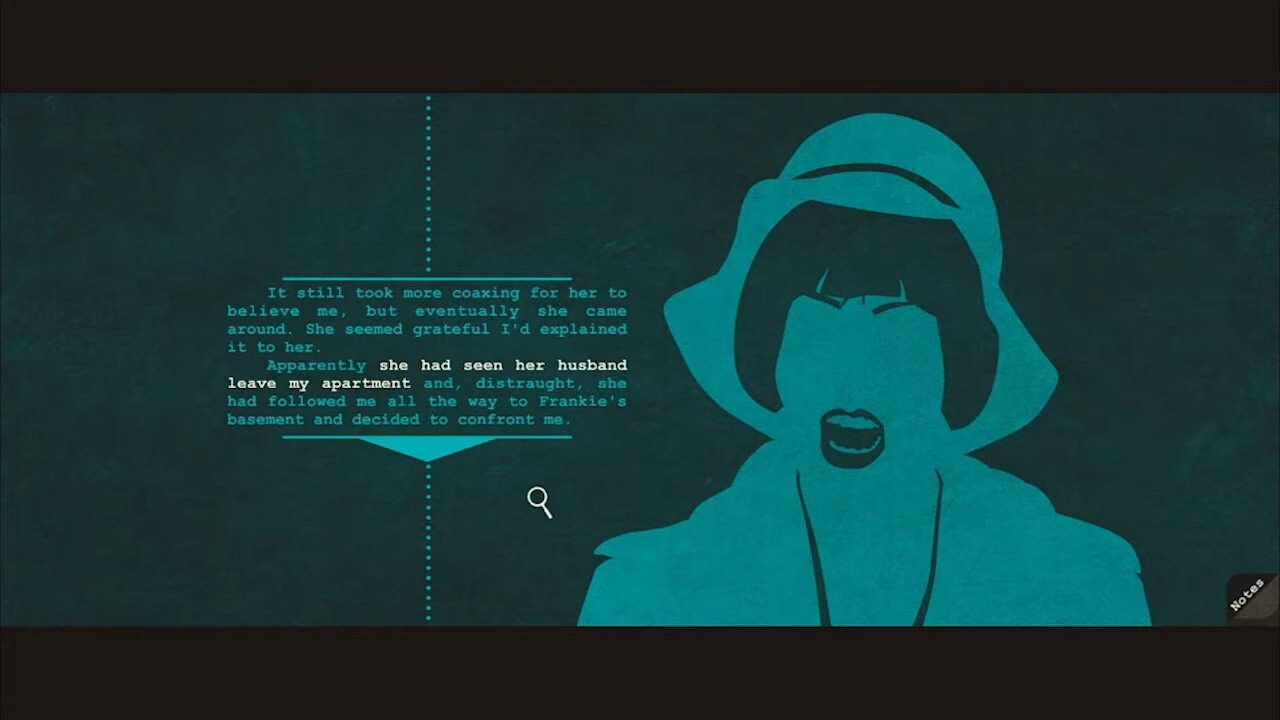 It still took more coaxing for her to
believe me, but eventually she came
around. She seemed grateful I'd explained
it to her.
Apparently she had seen her husband
leave my apartment and, distraught, she
had followed me all the way to Frankie's
basement and decided to confront me.
Notes